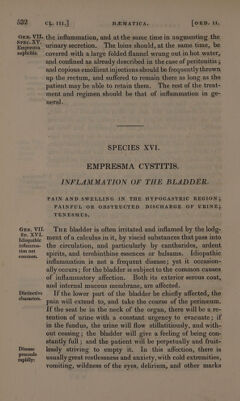 532 CL. III.] HÆMATICA. [ORD. II.
GEN. VII. the inflammation, and at the same time in augmenting the
SPEC. XV. urinary secretion. The loins should, at the same time, be
Empresma covered with a large folded flannel wrung out in hot water,
nephritis. and confined as already described in the case of peritonitis;
and copious emollient injections should be frequently thrown
up the rectum, and suffered to remain there as long as the
patient may be able to retain them. The rest of the treat-
ment and regimen should be that of inflammation in ge-
neral.
SPECIES XVI.
EMPRESMA CYSTITIS.
INFLAMMATION OF THE BLADDER.
PAIN AND SWELLING IN THE HYPOGASTRIC REGION;
PAINFUL OR OBSTRUCTED DISCHARGE OF URINE;
TENESMUS.
GEN. VII. THE bladder is often irritated and inflamed by the lodg-
SP. XVI. ment of a calculus in it, by viscid substances that pass into
Idiopathic the circulation, and particularly by cantharides, ardent
inflamma- spirits, and terebinthine essences or balsams. Idiopathic
tion not inflammation is not a frequent disease; yet it occasion-
common. ally occurs; for the bladder is subject to the common causes
of inflammatory affection. Both its exterior serous coat,
and internal mucous membrane, are affected.
Distinctive If the lower part of the bladder be chiefly affected, the
characters. pain will extend to, and take the course of the perineum.
If the seat be in the neck of the organ, there will be a re-
tention of urine with a constant urgency to evacuate; if
in the fundus, the urine will flow stillatitiously, and with-
out ceasing; the bladder will give a feeling of being con-
stantly full; and the patient will be perpetually and fruit-
Disease lessly striving to empty it. In this affection, there is
proceeds usually great restlessness and anxiety, with cold extremities,
rapidly: vomiting, wildness of the eyes, delirium, and other marks